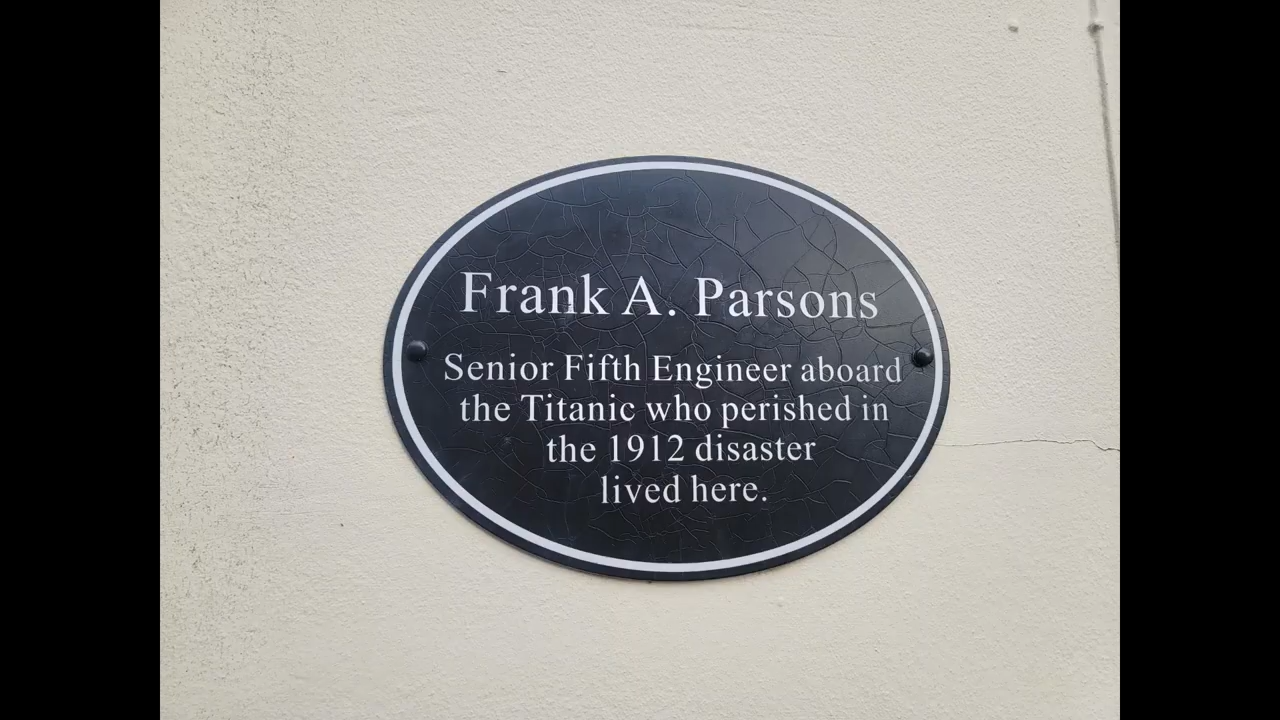 Frank A. Parsons
Senior Fifth Engineer aboard
the Titanic who perished in
the 1912 disaster
lived here.